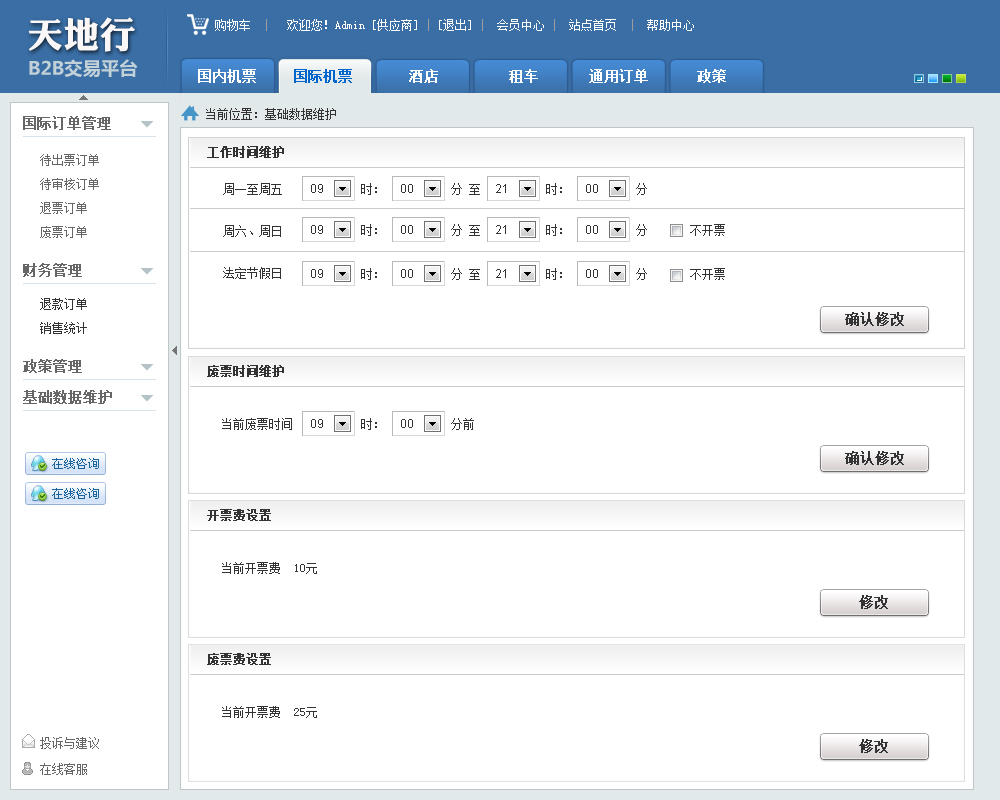 天地行
B2B交易平台
购物车 | 欢迎您! Admin [供应商] | [退出] | 会员中心 | 站点首页 | 帮助中心
国内机票 国际机票 酒店 租车 通用订单 政策
国际订单管理
待出票订单
待审核订单
退票订单
废票订单
财务管理
退款订单
销售统计
政策管理
基础数据维护
在线咨询
在线咨询
投诉与建议
在线客服
当前位置：基础数据维护
工作时间维护
周一至周五 09 时： 00 分 至 21 时： 00 分
周六、周日 09 时： 00 分 至 21 时： 00 分 不开票
法定节假日 09 时： 00 分 至 21 时： 00 分 不开票
确认修改
废票时间维护
当前废票时间 09 时： 00 分前
确认修改
开票费设置
当前开票费 10元
修改
废票费设置
当前开票费 25元
修改